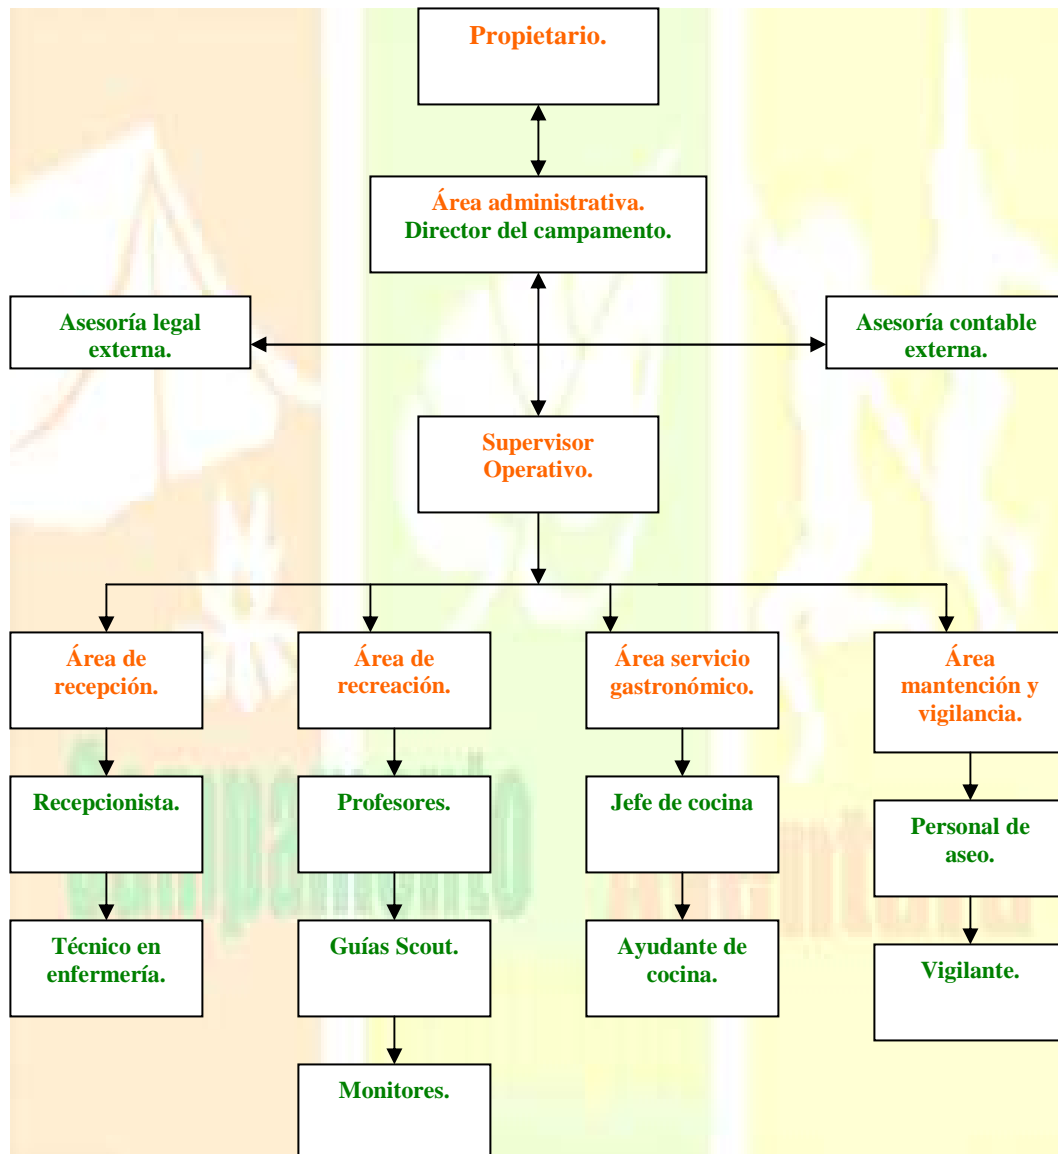 Propietario.
Área administrativa.
Director del campamento.
Asesoría legal
externa.
Asesoría contable
externa.
Supervisor
Operativo.
Área de
recepción.
Área de
recreación.
Área servicio
gastronómico.
Área
mantención y
vigilancia.
Recepcionista.
Profesores.
Jefe de cocina
Personal de
aseo.
Técnico en
enfermería.
Guías Scout.
Ayudante de
cocina.
Vigilante.
Monitores.
Campamento Aventura